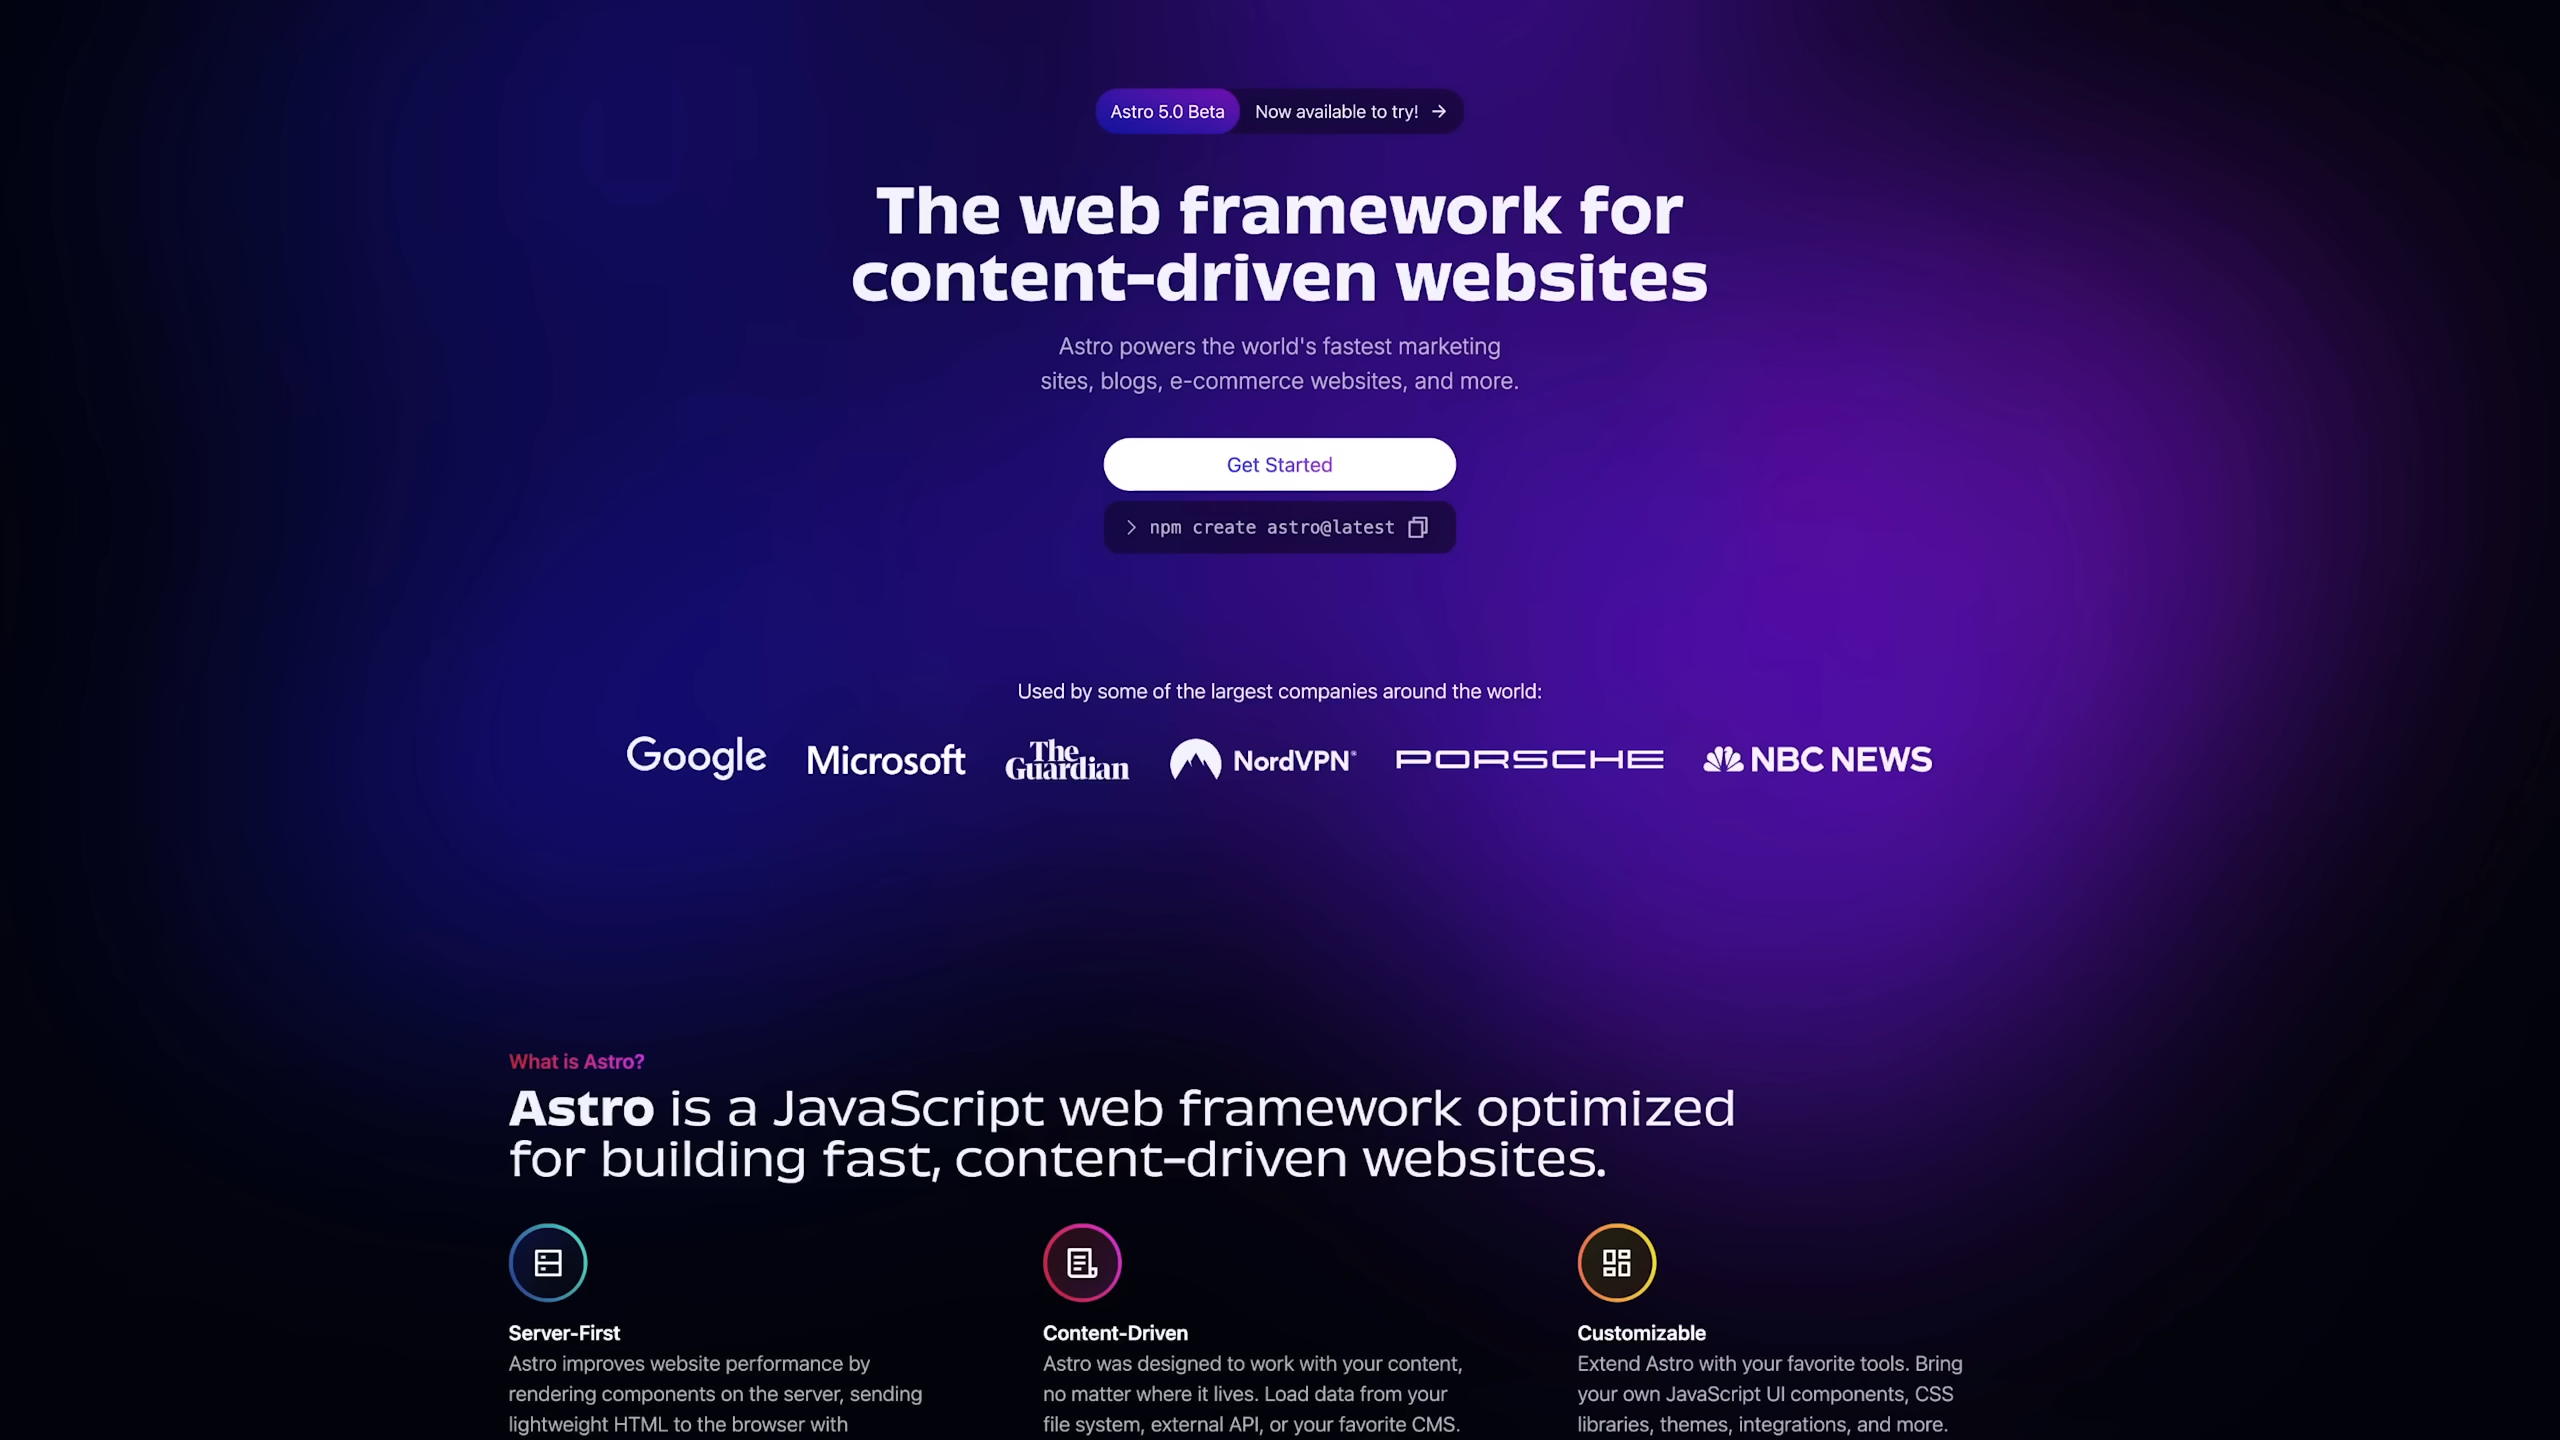 Astro 5.0 Beta Now available to try!
The web framework for
content-driven websites
Astro powers the world's fastest marketing
sites, blogs, e-commerce websites, and more.
Get Started
> npm create astro@latest
Used by some of the largest companies around the world:
Google Microsoft The Guardian NordVPN® PORSCHE NBC NEWS
What is Astro?
Astro is a JavaScript web framework optimized
for building fast, content-driven websites.
Server-First
Astro improves website performance by
rendering components on the server, sending
lightweight HTML to the browser with
Content-Driven
Astro was designed to work with your content,
no matter where it lives. Load data from your
file system, external API, or your favorite CMS.
Customizable
Extend Astro with your favorite tools. Bring
your own JavaScript UI components, CSS
libraries, themes, integrations, and more.